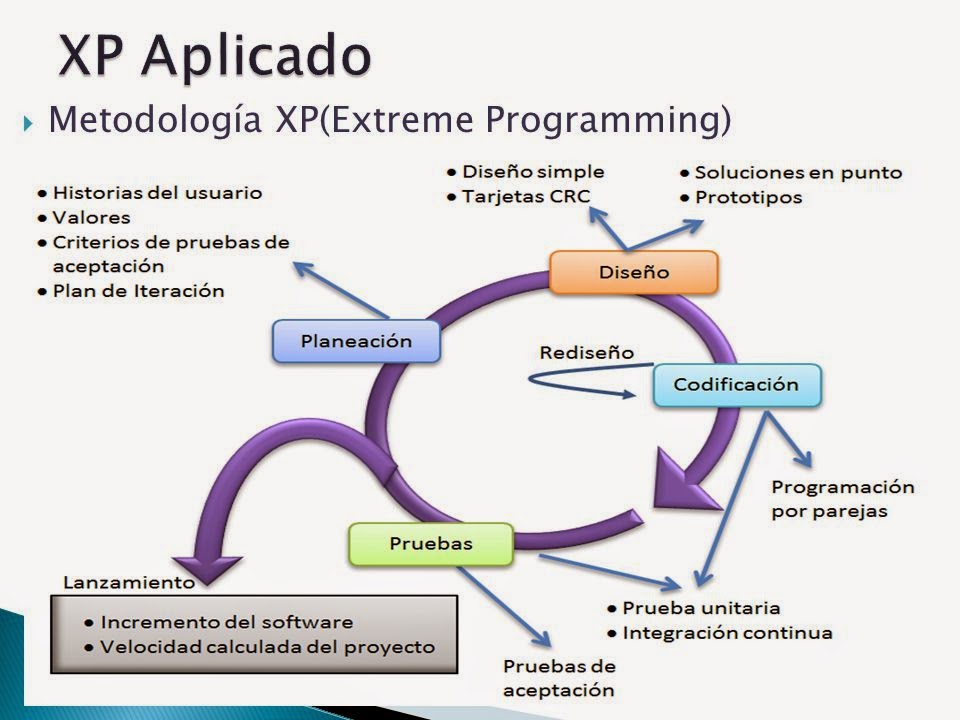 XP Aplicado
Metodología XP(Extreme Programming)
• Historias del usuario
• Valores
• Criterios de pruebas de
aceptación
• Plan de Iteración
• Diseño simple
• Tarjetas CRC
• Soluciones en punto
• Prototipos
Diseño
Planeación
Rediseño
Codificación
Programación
por parejas
Pruebas
Lanzamiento
• Incremento del software
• Velocidad calculada del proyecto
• Prueba unitaria
• Integración continua
Pruebas de
aceptación